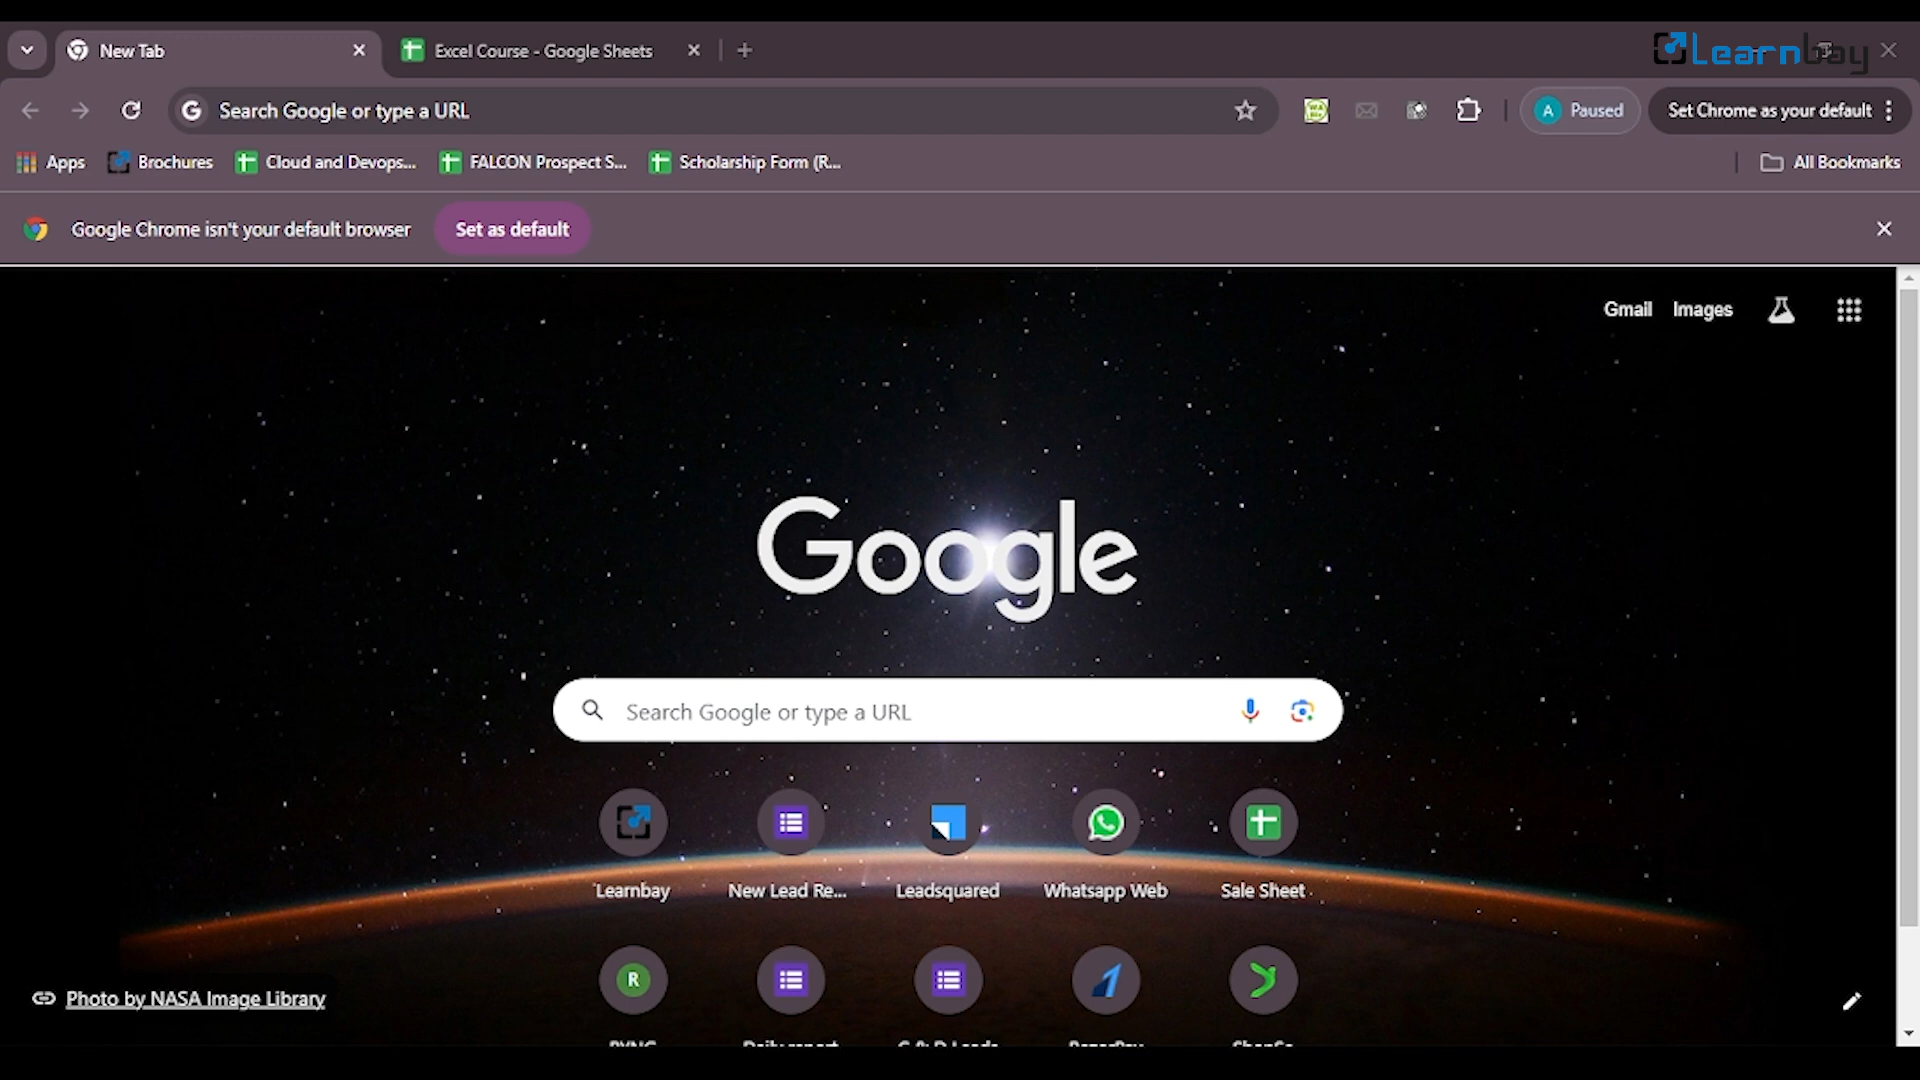 New Tab
Excel Course - Google Sheets
Learnbay
Search Google or type a URL
A Paused
Set Chrome as your default
Apps
Brochures
Cloud and Devops...
FALCON Prospect S...
Scholarship Form (R...
All Bookmarks
Google Chrome isn't your default browser
Set as default
Gmail
Images
Google
Search Google or type a URL
Learnbay
New Lead Re...
Leadsquared
Whatsapp Web
Sale Sheet
R
Photo by NASA Image Library